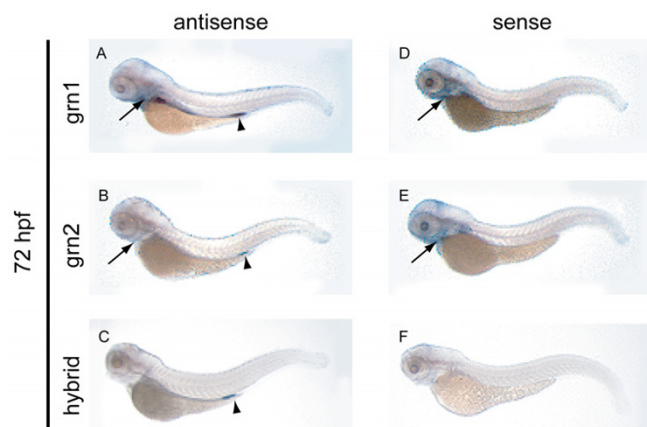 antisense
sense
72 hpf
grn1
A
D
grn2
B
E
hybrid
C
F